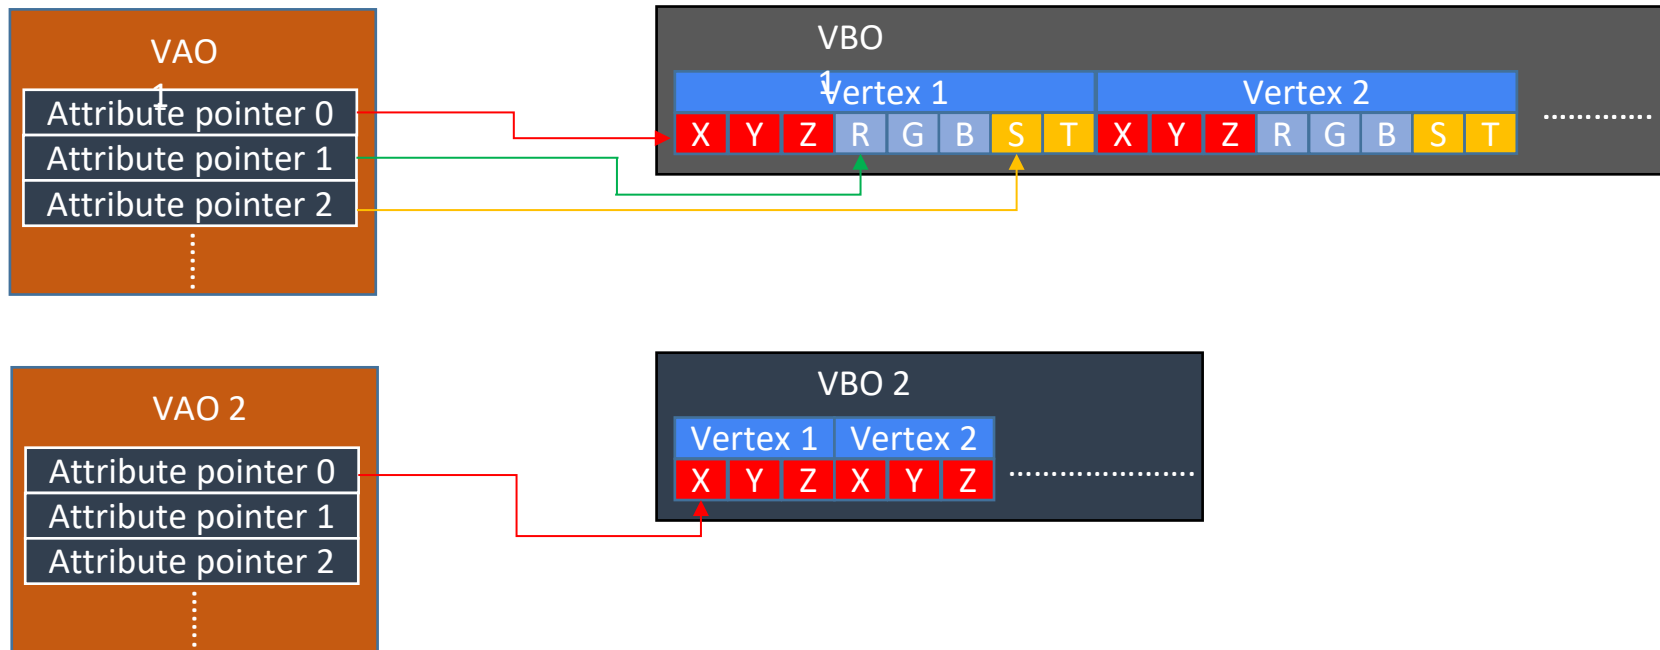 VAO
1
Attribute pointer 0
Attribute pointer 1
Attribute pointer 2
VBO
1
Vertex 1 Vertex 2
X Y Z R G B S T X Y Z R G B S T
VAO 2
Attribute pointer 0
Attribute pointer 1
Attribute pointer 2
VBO 2
Vertex 1 Vertex 2
X Y Z X Y Z